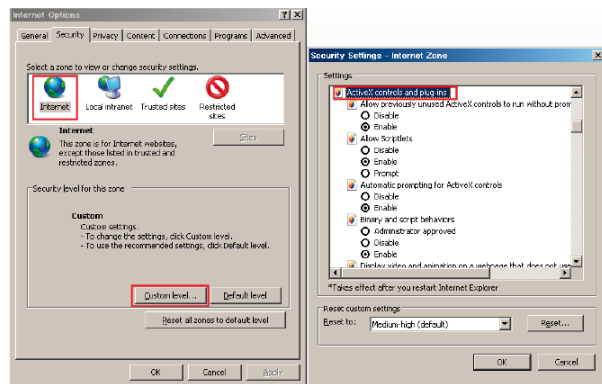 Internet Options
General Security Privacy Content Connections Programs Advanced
Select a zone to view or change security settings.
Internet Local intranet Trusted sites Restricted
sites
Internet
This zone is for Internet websites,
except those listed in trusted and
restricted zones.
Sites
Security level for this zone
Custom
Custom settings.
- To change the settings, click Custom level.
- To use the recommended settings, click Default level.
Custom level... Default level
Reset all zones to default level
OK Cancel Apply
Security Settings - Internet Zone
Settings
ActiveX controls and plug-ins
Allow previously unused ActiveX controls to run without prom
Disable
Enable
Allow Scriptlets
Disable
Enable
Prompt
Automatic prompting for ActiveX controls
Disable
Enable
Binary and script behaviors
Administrator approved
Disable
Enable
Display video and animation on a webpage that does not use
*Takes effect after you restart Internet Explorer
Reset custom settings
Reset to: Medium-high (default) Reset...
OK Cancel